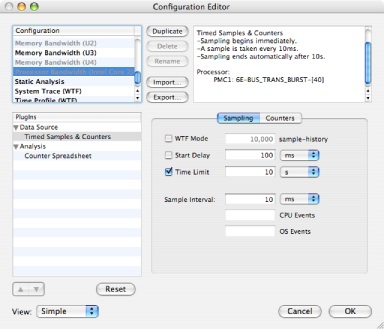 Configuration Editor
Configuration
Memory Bandwidth (U2)
Memory Bandwidth (U3)
Memory Bandwidth (U4)
Static Analysis
System Trace (WTF)
Time Profile (WTF)
Duplicate
Delete
Rename
Import...
Export...
Timed Samples & Counters
-Sampling begins immediately.
-A sample is taken every 10ms.
-Sampling ends automatically after 10s.
Processor:
PMC1: 6E-BUS_TRANS_BURST-[40]
PlugIns
Data Source
Timed Samples & Counters
Analysis
Counter Spreadsheet
Sampling Counters
WTF Mode 10,000 sample-history
Start Delay 100 ms
Time Limit 10 s
Sample Interval: 10 ms
CPU Events
OS Events
Reset
View: Simple
Cancel OK